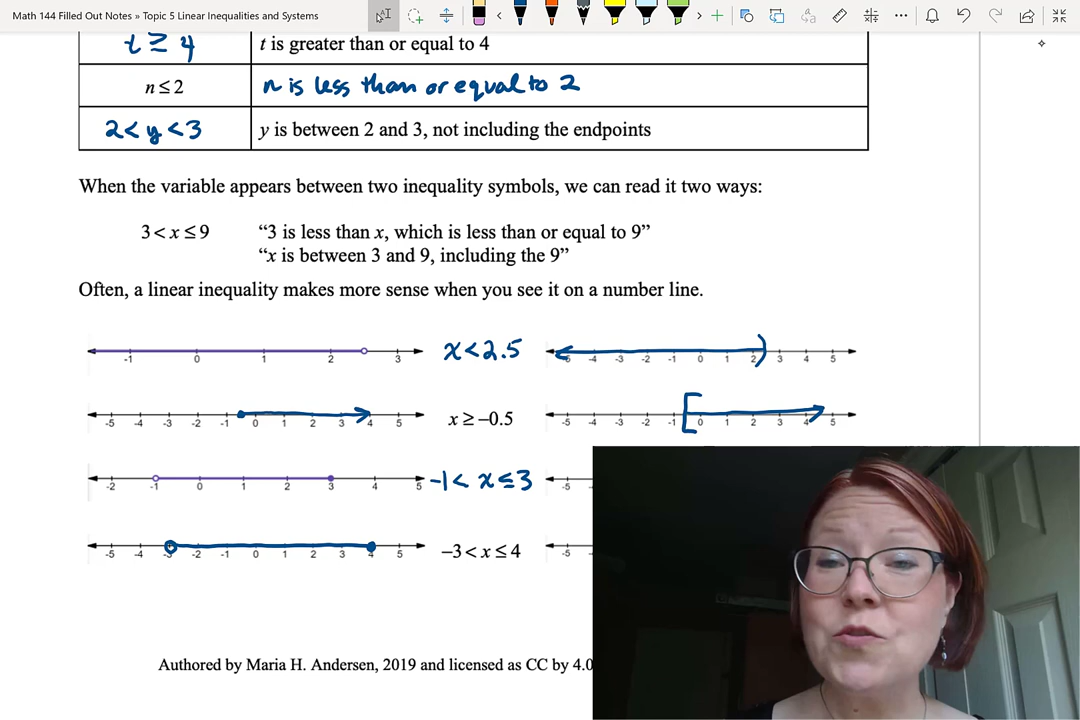 Math 144 Filled Out Notes » Topic 5 Linear Inequalities and Systems
t ≥ 4 t is greater than or equal to 4
n ≤ 2 n is less than or equal to 2
2 < y < 3 y is between 2 and 3, not including the endpoints
When the variable appears between two inequality symbols, we can read it two ways:
3 < x ≤ 9 “3 is less than x, which is less than or equal to 9”
“x is between 3 and 9, including the 9”
Often, a linear inequality makes more sense when you see it on a number line.
-1 0 1 2 3 x < 2.5 -5 -4 -3 -2 -1 0 1 2 3 4 5
-5 -4 -3 -2 -1 0 1 2 3 4 5 x ≥ −0.5 -5 -4 -3 -2 -1 0 1 2 3 4 5
-2 -1 0 1 2 3 4 5 -1 < x ≤ 3 -5
-5 -4 -3 -2 -1 0 1 2 3 4 5 −3 < x ≤ 4 -5
Authored by Maria H. Andersen, 2019 and licensed as CC by 4.0